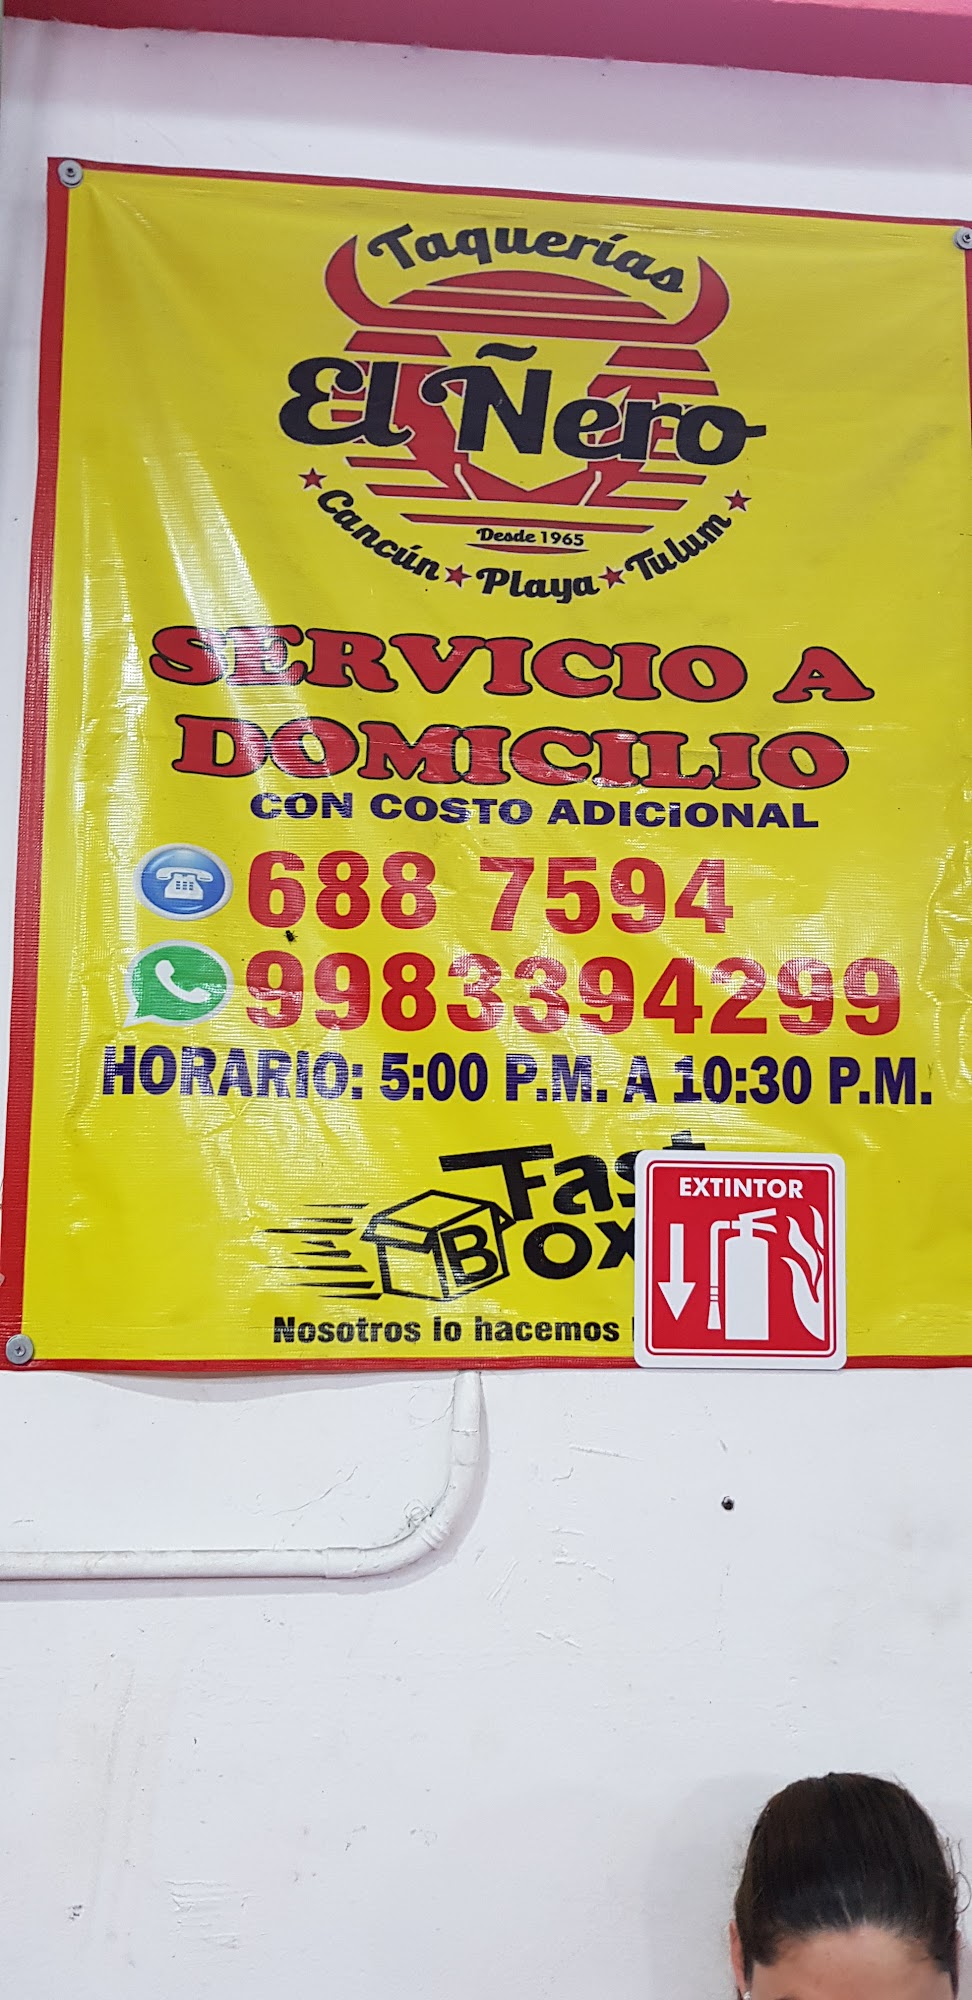 Taquerías
El Ñero
Desde 1965
Cancún ★ Playa ★ Tulum
SERVICIO A
DOMICILIO
CON COSTO ADICIONAL
688 7594
9983394299
HORARIO: 5:00 P.M. A 10:30 P.M.
Fast
Box
Nosotros lo hacemos
EXTINTOR